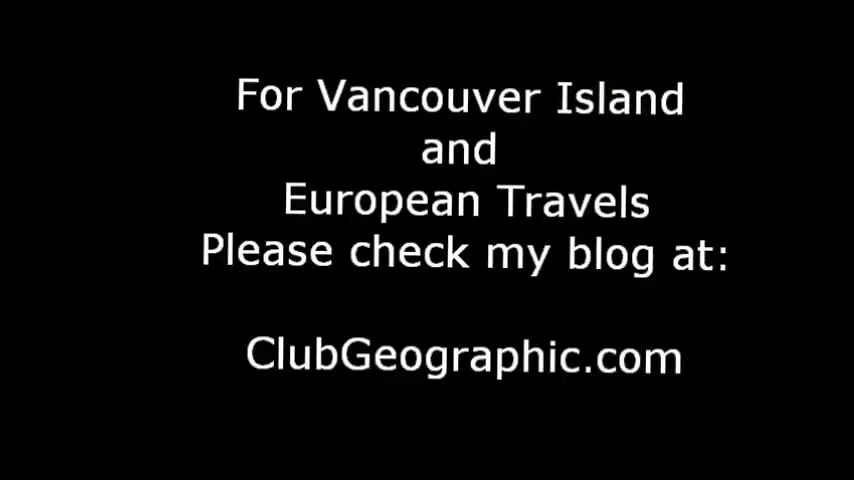 For Vancouver Island
and
European Travels
Please check my blog at:
ClubGeographic.com